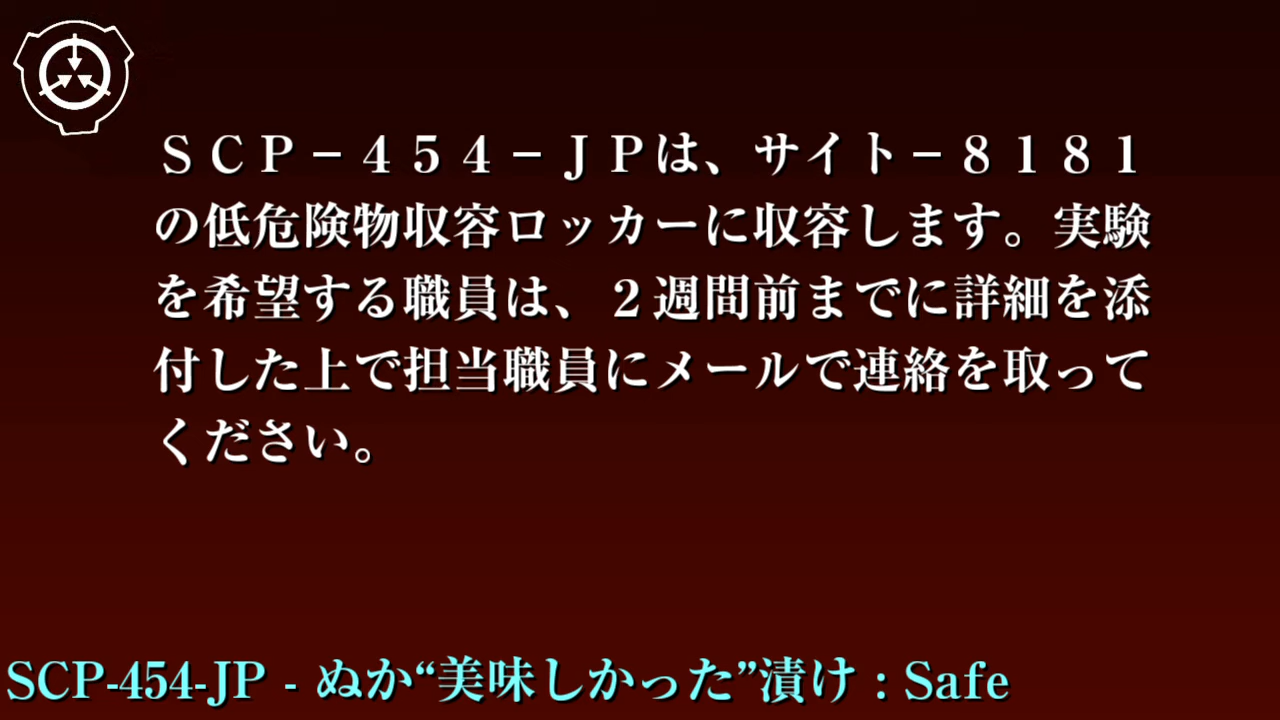 SCP−454−JPは、サイト−8181
の低危険物収容ロッカーに収容します。実験
を希望する職員は、2週間前までに詳細を添
付した上で担当職員にメールで連絡を取って
ください。
SCP-454-JP - ぬか“美味しかった”漬け : Safe